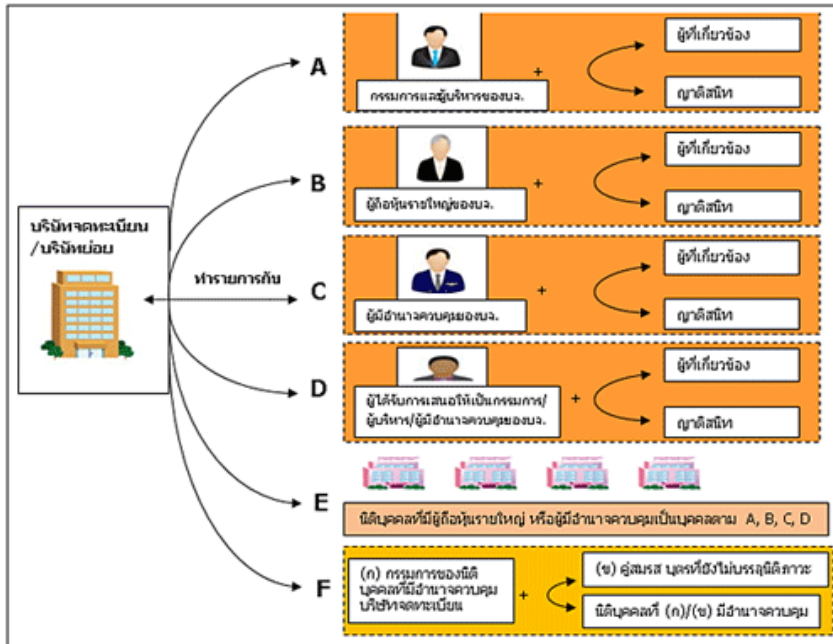 A
ผู้ที่เกี่ยวข้อง
+
กรรมการและผู้บริหารของบจ.
ญาติสนิท
B
ผู้ที่เกี่ยวข้อง
+
ผู้ถือหุ้นรายใหญ่ของบจ.
ญาติสนิท
บริษัทจดทะเบียน
/บริษัทย่อย
ทำรายการกับ
C
ผู้ที่เกี่ยวข้อง
+
ผู้มีอำนาจควบคุมของบจ.
ญาติสนิท
D
ผู้ที่เกี่ยวข้อง
ผู้ได้รับการเสนอให้เป็นกรรมการ/
ผู้บริหาร/ผู้มีอำนาจควบคุมของบจ.
+
ญาติสนิท
E
นิติบุคคลที่มีผู้ถือหุ้นรายใหญ่ หรือผู้มีอำนาจควบคุมเป็นบุคคลตาม A, B, C, D
F
(ก) กรรมการของนิติ
บุคคลที่มีอำนาจควบคุม
บริษัทจดทะเบียน
+
(ข) คู่สมรส บุตรที่ยังไม่บรรลุนิติภาวะ
นิติบุคคลที่ (ก)/(ข) มีอำนาจควบคุม